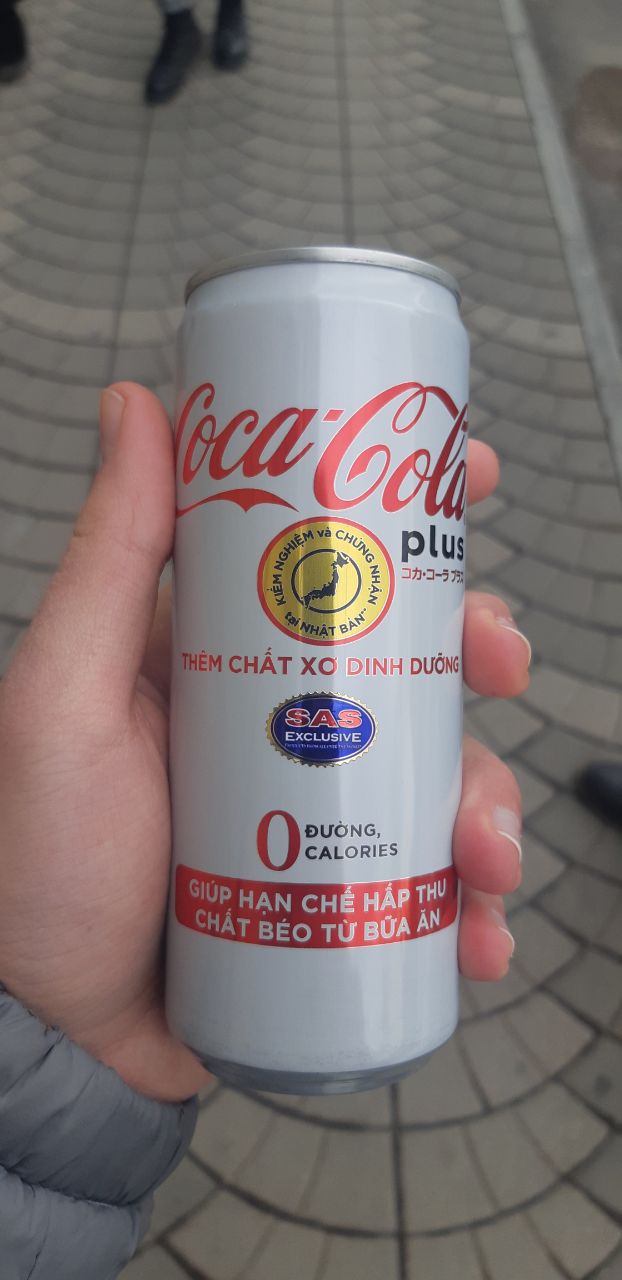 Coca-Cola
plus
コカ・コーラ プラス
KIỂM NGHIỆM và CHỨNG NHẬN
tại NHẬT BẢN
THÊM CHẤT XƠ DINH DƯỠNG
SAS
EXCLUSIVE
0 ĐƯỜNG,
CALORIES
GIÚP HẠN CHẾ HẤP THU
CHẤT BÉO TỪ BỮA ĂN